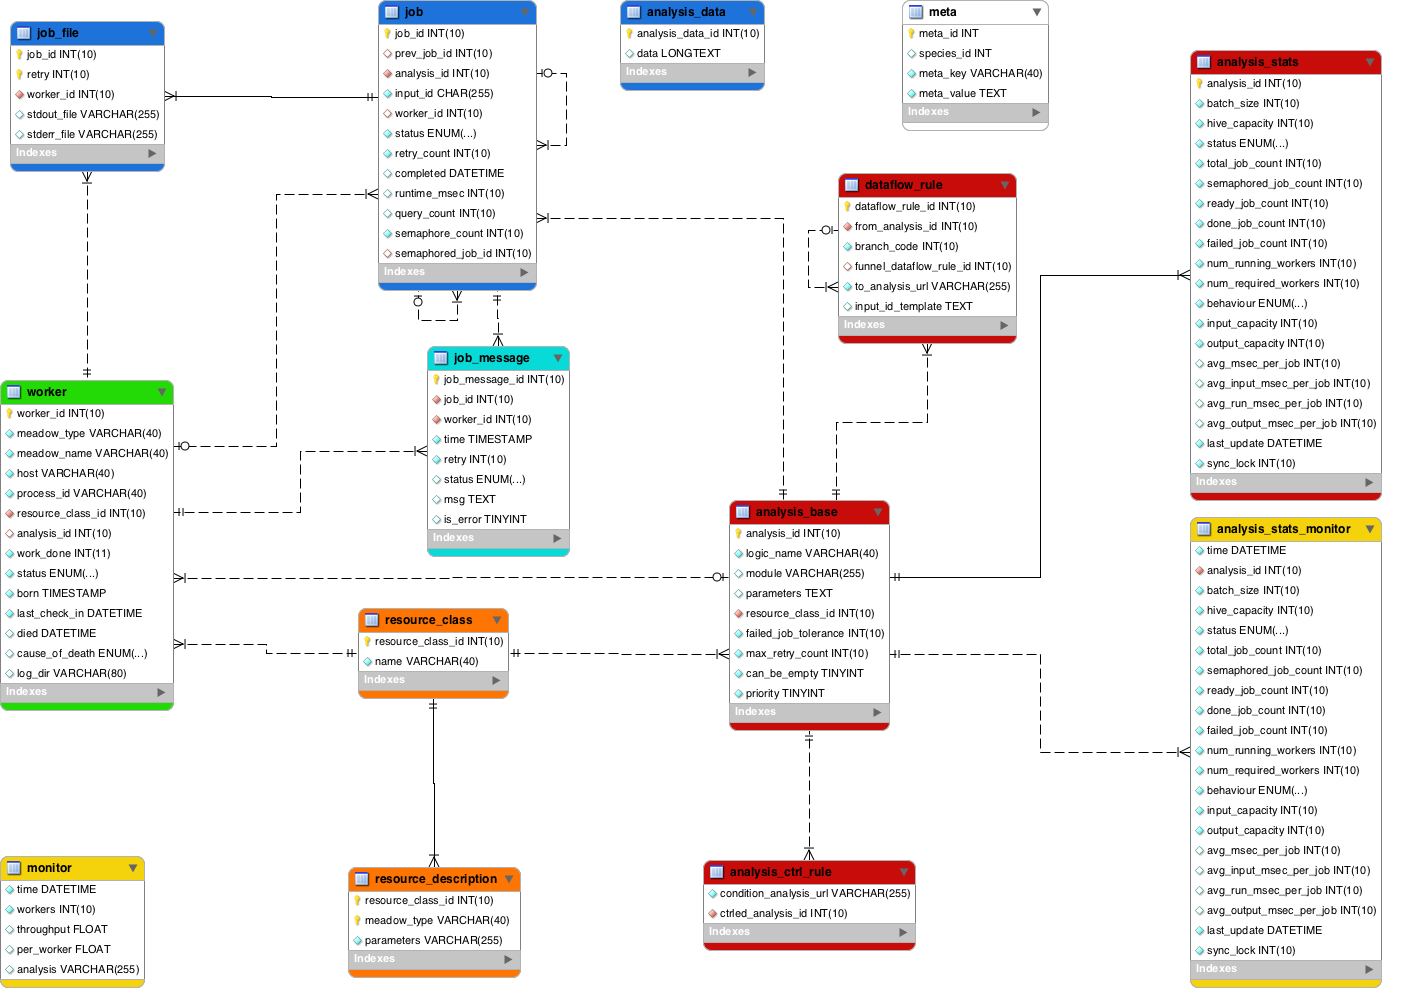 job_file
job_id INT(10)
retry INT(10)
worker_id INT(10)
stdout_file VARCHAR(255)
stderr_file VARCHAR(255)
Indexes
job
job_id INT(10)
prev_job_id INT(10)
analysis_id INT(10)
input_id CHAR(255)
worker_id INT(10)
status ENUM(...)
retry_count INT(10)
completed DATETIME
runtime_msec INT(10)
query_count INT(10)
semaphore_count INT(10)
semaphored_job_id INT(10)
Indexes
analysis_data
analysis_data_id INT(10)
data LONGTEXT
Indexes
meta
meta_id INT
species_id INT
meta_key VARCHAR(40)
meta_value TEXT
Indexes
analysis_stats
analysis_id INT(10)
batch_size INT(10)
hive_capacity INT(10)
status ENUM(...)
total_job_count INT(10)
semaphored_job_count INT(10)
ready_job_count INT(10)
done_job_count INT(10)
failed_job_count INT(10)
num_running_workers INT(10)
num_required_workers INT(10)
behaviour ENUM(...)
input_capacity INT(10)
output_capacity INT(10)
avg_msec_per_job INT(10)
avg_input_msec_per_job INT(10)
avg_run_msec_per_job INT(10)
avg_output_msec_per_job INT(10)
last_update DATETIME
sync_lock INT(10)
Indexes
dataflow_rule
dataflow_rule_id INT(10)
from_analysis_id INT(10)
branch_code INT(10)
funnel_dataflow_rule_id INT(10)
to_analysis_url VARCHAR(255)
input_id_template TEXT
Indexes
job_message
job_message_id INT(10)
job_id INT(10)
worker_id INT(10)
time TIMESTAMP
retry INT(10)
status ENUM(...)
msg TEXT
is_error TINYINT
Indexes
worker
worker_id INT(10)
meadow_type VARCHAR(40)
meadow_name VARCHAR(40)
host VARCHAR(40)
process_id VARCHAR(40)
resource_class_id INT(10)
analysis_id INT(10)
work_done INT(11)
status ENUM(...)
born TIMESTAMP
last_check_in DATETIME
died DATETIME
cause_of_death ENUM(...)
log_dir VARCHAR(80)
Indexes
analysis_base
analysis_id INT(10)
logic_name VARCHAR(40)
module VARCHAR(255)
parameters TEXT
resource_class_id INT(10)
failed_job_tolerance INT(10)
max_retry_count INT(10)
can_be_empty TINYINT
priority TINYINT
Indexes
analysis_stats_monitor
time DATETIME
analysis_id INT(10)
batch_size INT(10)
hive_capacity INT(10)
status ENUM(...)
total_job_count INT(10)
semaphored_job_count INT(10)
ready_job_count INT(10)
done_job_count INT(10)
failed_job_count INT(10)
num_running_workers INT(10)
num_required_workers INT(10)
behaviour ENUM(...)
input_capacity INT(10)
output_capacity INT(10)
avg_msec_per_job INT(10)
avg_input_msec_per_job INT(10)
avg_run_msec_per_job INT(10)
avg_output_msec_per_job INT(10)
last_update DATETIME
sync_lock INT(10)
Indexes
resource_class
resource_class_id INT(10)
name VARCHAR(40)
Indexes
monitor
time DATETIME
workers INT(10)
throughput FLOAT
per_worker FLOAT
analysis VARCHAR(255)
resource_description
resource_class_id INT(10)
meadow_type VARCHAR(40)
parameters VARCHAR(255)
Indexes
analysis_ctrl_rule
condition_analysis_url VARCHAR(255)
ctrled_analysis_id INT(10)
Indexes